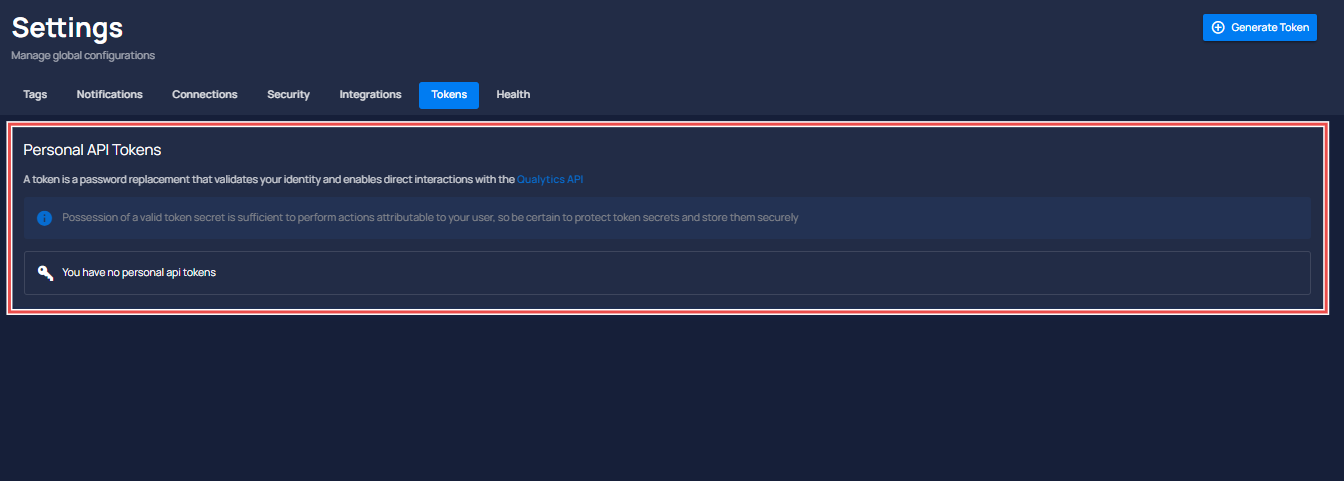 Settings
Generate Token
Manage global configurations
Tags Notifications Connections Security Integrations Tokens Health
Personal API Tokens
A token is a password replacement that validates your identity and enables direct interactions with the Qualytics API
Possession of a valid token secret is sufficient to perform actions attributable to your user, so be certain to protect token secrets and store them securely
You have no personal api tokens